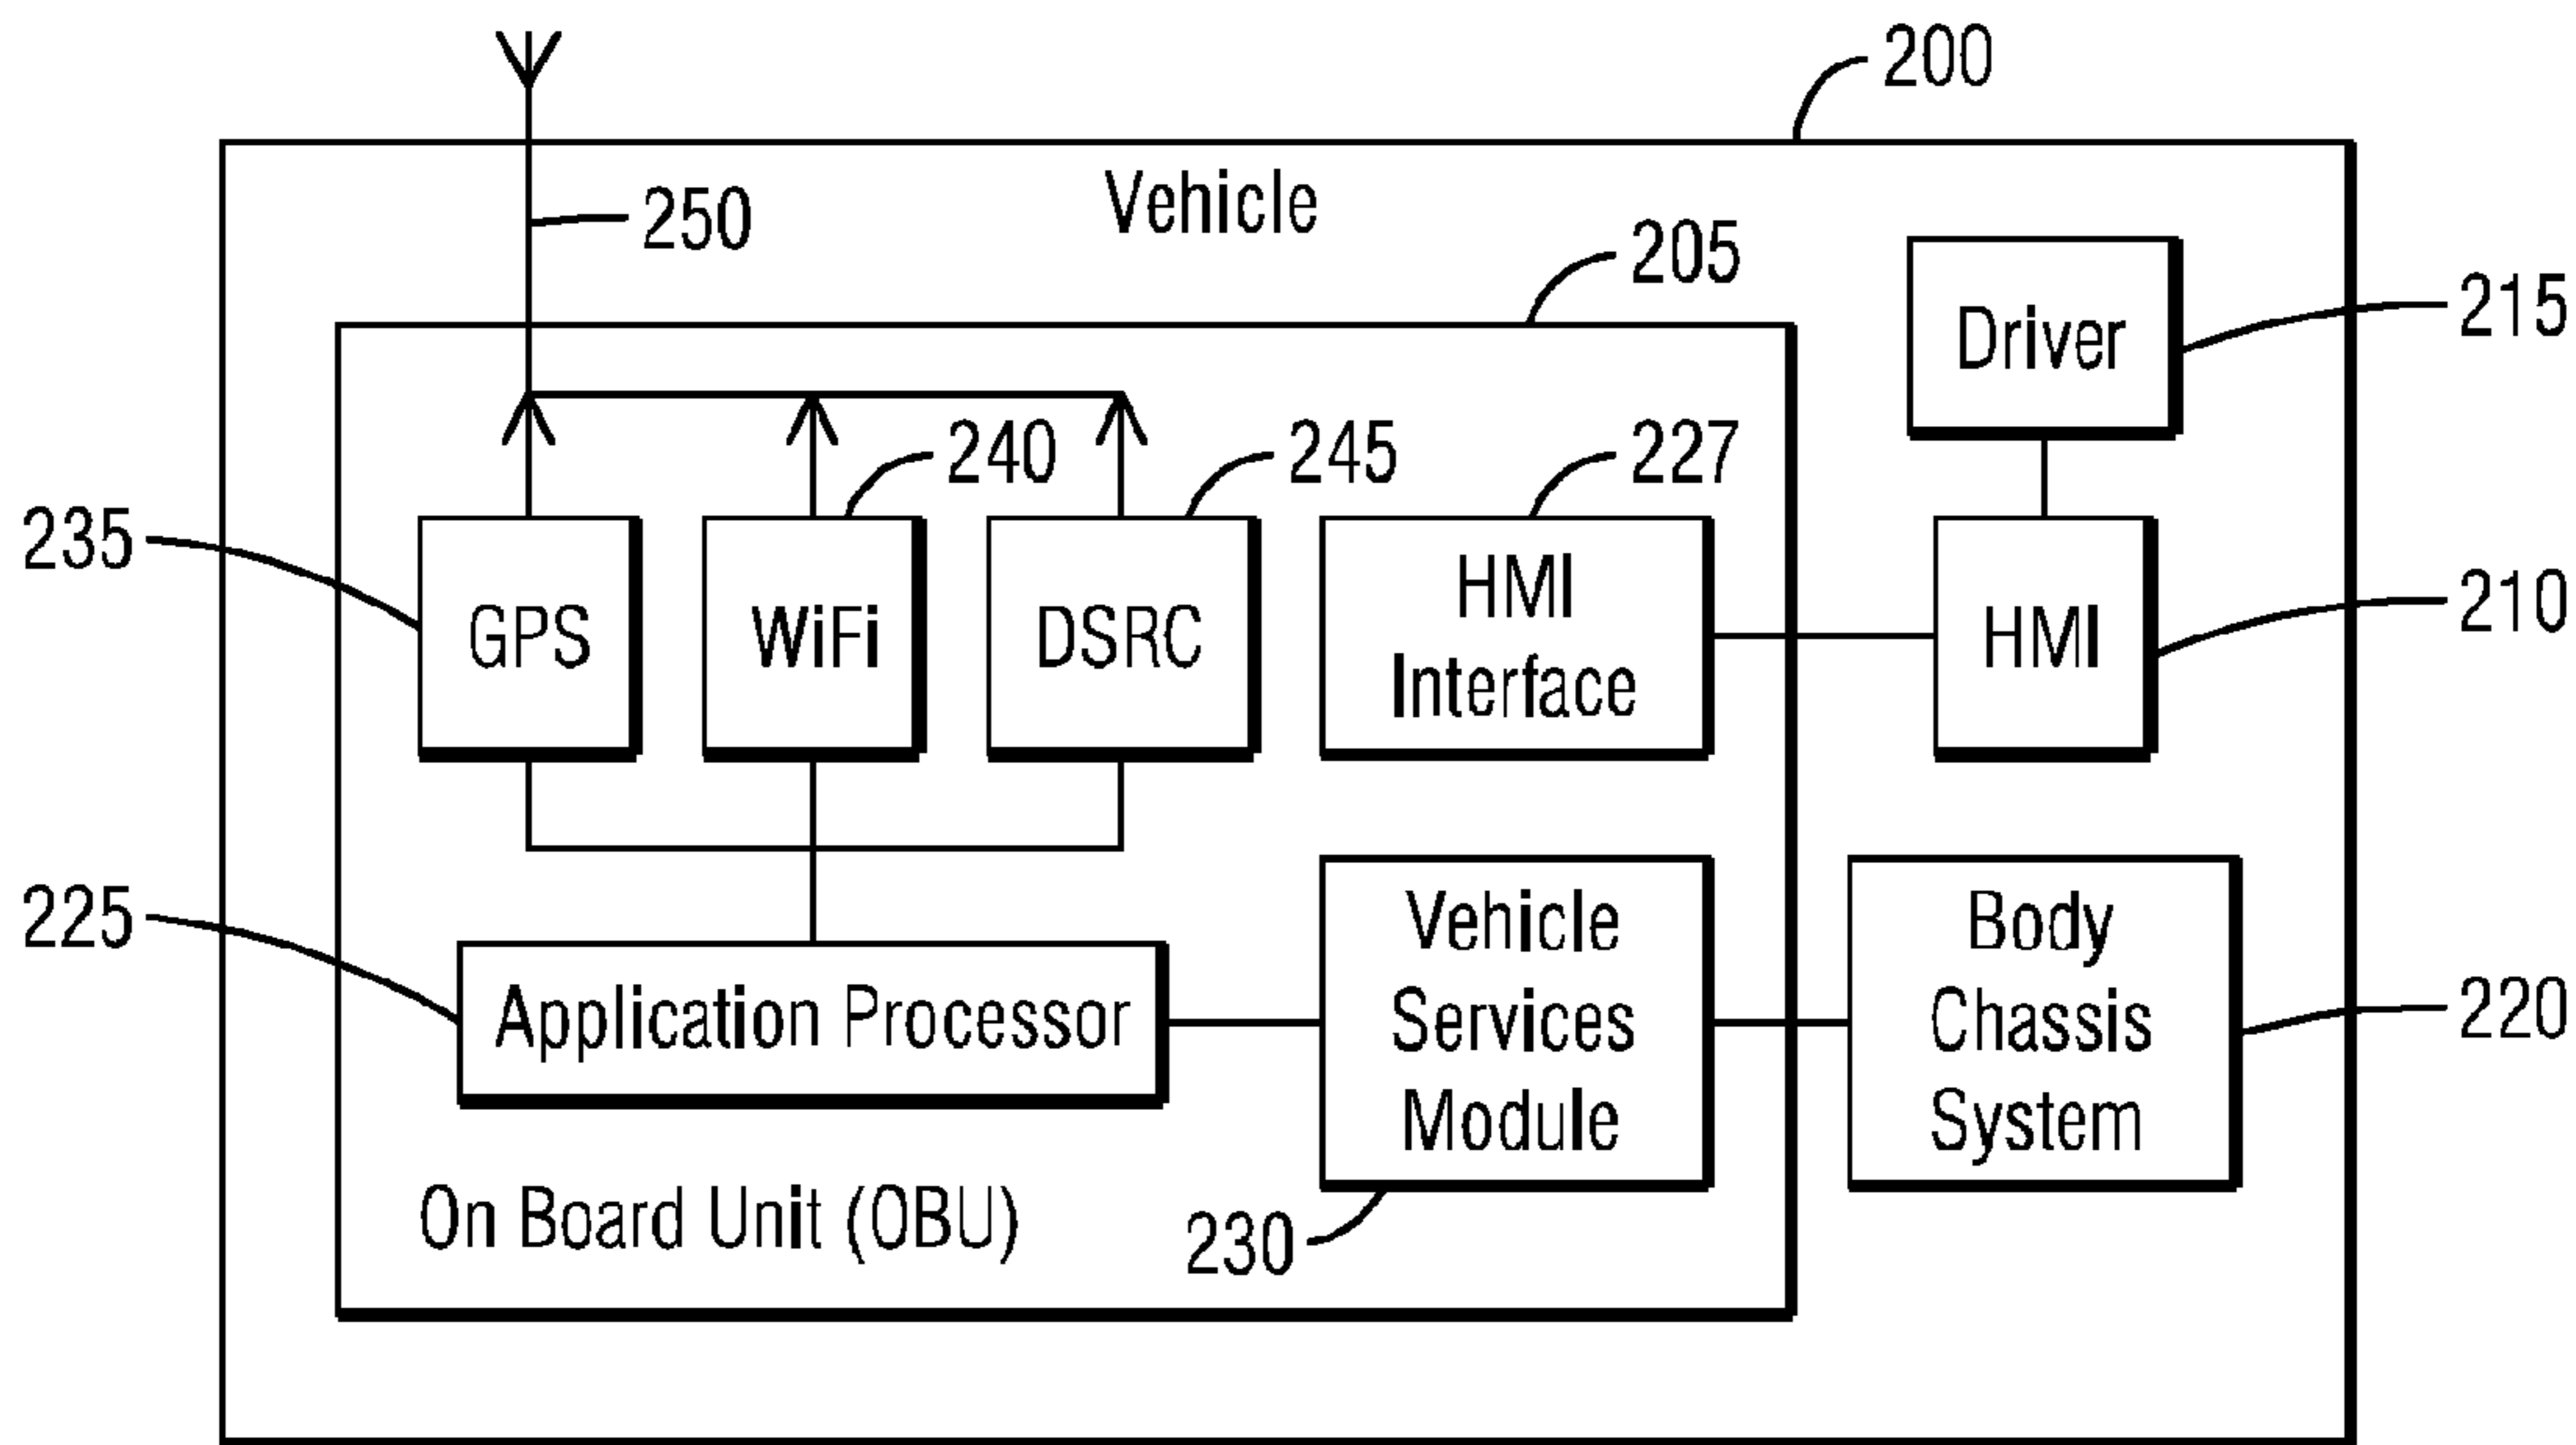 200
Vehicle
250
205
Driver
215
240
245
227
235
GPS
WiFi
DSRC
HMI
Interface
HMI
210
225
Application Processor
Vehicle
Services
Module
Body
Chassis
System
220
On Board Unit (OBU)
230